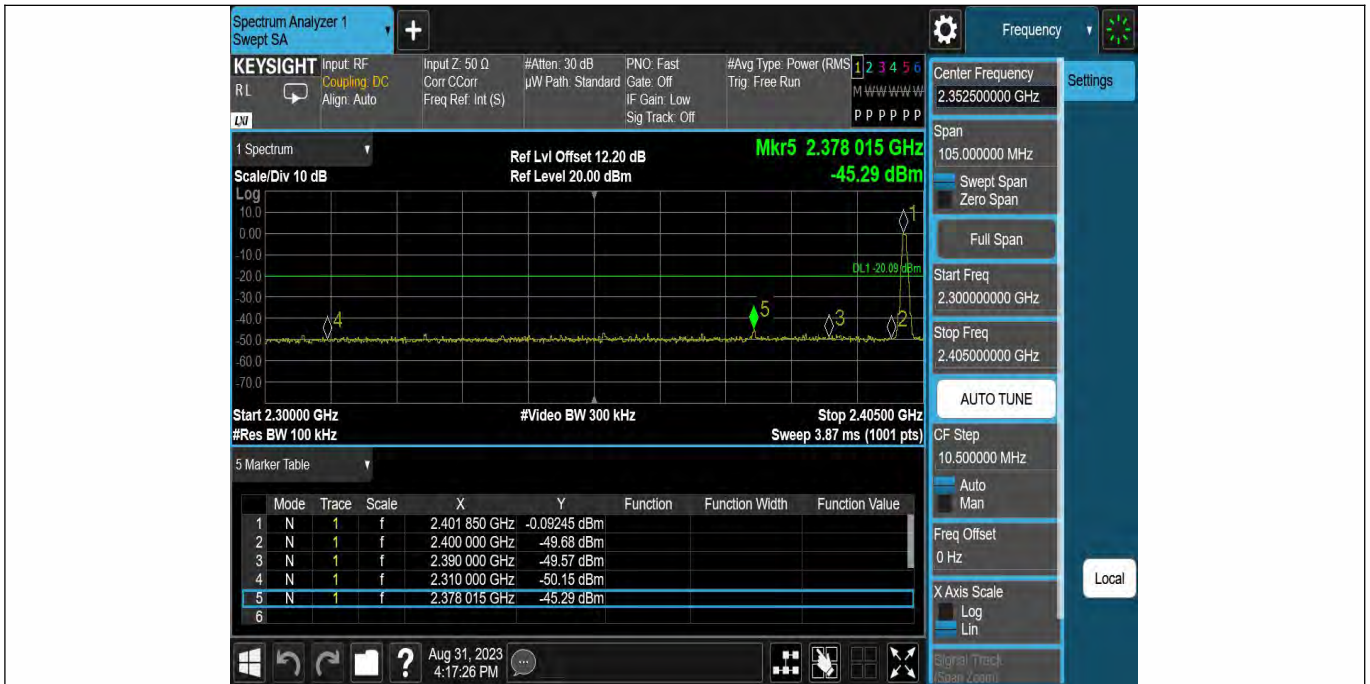 Spectrum Analyzer 1
Swept SA
+
Frequency
KEYSIGHT
RL
LXI
Input: RF
Coupling: DC
Align: Auto
Input Z: 50 Ω
Corr CCorr
Freq Ref: Int (S)
#Atten: 30 dB
µW Path: Standard
PNO: Fast
Gate: Off
IF Gain: Low
Sig Track: Off
#Avg Type: Power (RMS
Trig: Free Run
1 2 3 4 5 6
M W W W W W
P P P P P P
1 Spectrum
Scale/Div 10 dB
Ref Lvl Offset 12.20 dB
Ref Level 20.00 dBm
Mkr5 2.378 015 GHz
-45.29 dBm
Log
10.0
0.00
-10.0
-20.0
-30.0
-40.0
-50.0
-60.0
-70.0
1
DL1 -20.09 dBm
4
5
3
2
Start 2.30000 GHz
#Video BW 300 kHz
Stop 2.40500 GHz
#Res BW 100 kHz
Sweep 3.87 ms (1001 pts)
5 Marker Table
Mode Trace Scale X Y Function Function Width Function Value
1 N 1 f 2.401 850 GHz -0.09245 dBm
2 N 1 f 2.400 000 GHz -49.68 dBm
3 N 1 f 2.390 000 GHz -49.57 dBm
4 N 1 f 2.310 000 GHz -50.15 dBm
5 N 1 f 2.378 015 GHz -45.29 dBm
6
?
Aug 31, 2023
4:17:26 PM
Center Frequency
2.352500000 GHz
Settings
Span
105.000000 MHz
Swept Span
Zero Span
Full Span
Start Freq
2.300000000 GHz
Stop Freq
2.405000000 GHz
AUTO TUNE
CF Step
10.500000 MHz
Auto
Man
Freq Offset
0 Hz
X Axis Scale
Log
Lin
Signal Track
(Span Zoom)
Local